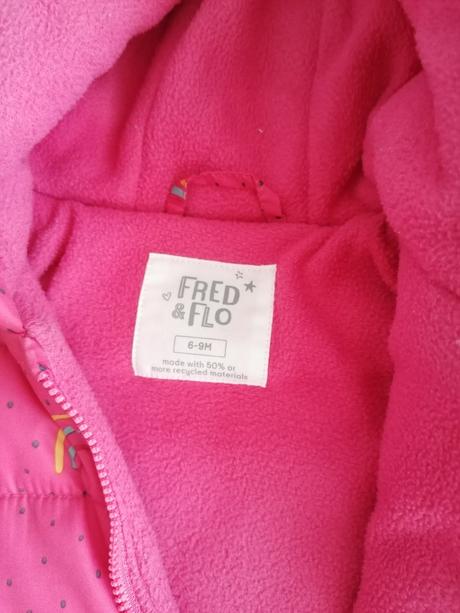 FRED
& FLO
6-9M
made with 50% or
more recycled materials